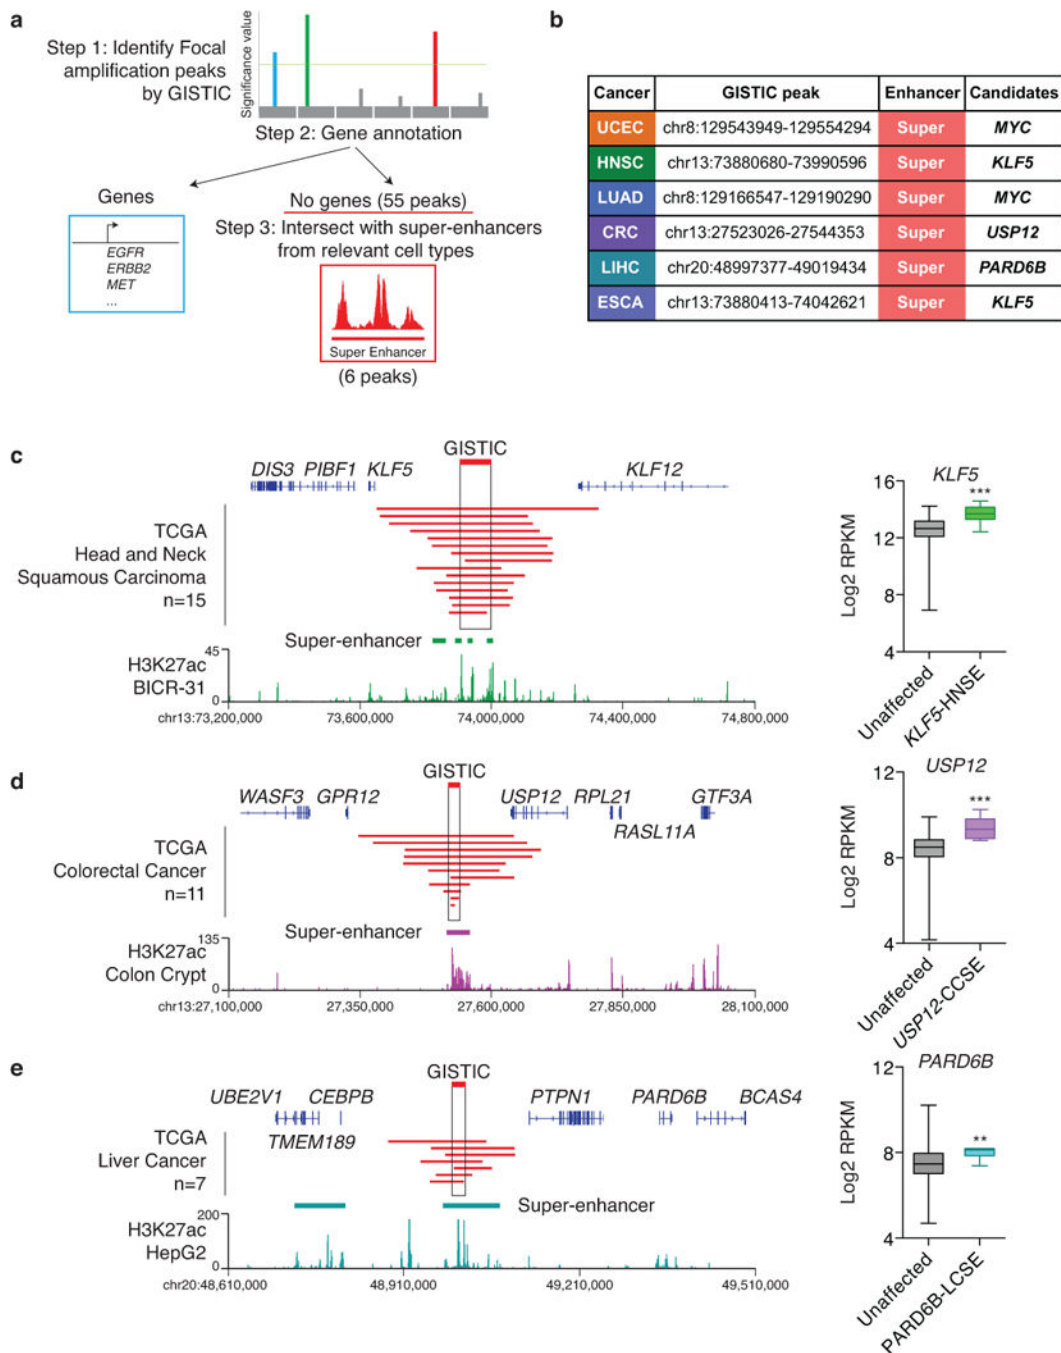 a
Step 1: Identify Focal
amplification peaks
by GISTIC
Significance value
Step 2: Gene annotation
Genes
EGFR
ERBB2
MET
...
No genes (55 peaks)
Step 3: Intersect with super-enhancers
from relevant cell types
Super Enhancer
(6 peaks)
b
Cancer GISTIC peak Enhancer Candidates
UCEC chr8:129543949-129554294 Super MYC
HNSC chr13:73880680-73990596 Super KLF5
LUAD chr8:129166547-129190290 Super MYC
CRC chr13:27523026-27544353 Super USP12
LIHC chr20:48997377-49019434 Super PARD6B
ESCA chr13:73880413-74042621 Super KLF5
c
GISTIC
DIS3 PIBF1 KLF5 KLF12
TCGA
Head and Neck
Squamous Carcinoma
n=15
Super-enhancer
H3K27ac
BICR-31
45
0
chr13:73,200,000 73,600,000 74,000,000 74,400,000 74,800,000
KLF5
***
Log2 RPKM
16
12
8
4
Unaffected
KLF5-HNSE
d
GISTIC
WASF3 GPR12 USP12 RPL21 GTF3A
RASL11A
TCGA
Colorectal Cancer
n=11
Super-enhancer
H3K27ac
Colon Crypt
135
0
chr13:27,100,000 27,350,000 27,600,000 27,850,000 28,100,000
USP12
***
Log2 RPKM
12
8
4
Unaffected
USP12-CCSE
e
GISTIC
UBE2V1 CEBPB PTPN1 PARD6B BCAS4
TMEM189
TCGA
Liver Cancer
n=7
Super-enhancer
H3K27ac
HepG2
200
0
chr20:48,610,000 48,910,000 49,210,000 49,510,000
PARD6B
**
Log2 RPKM
12
8
4
Unaffected
PARD6B-LCSE